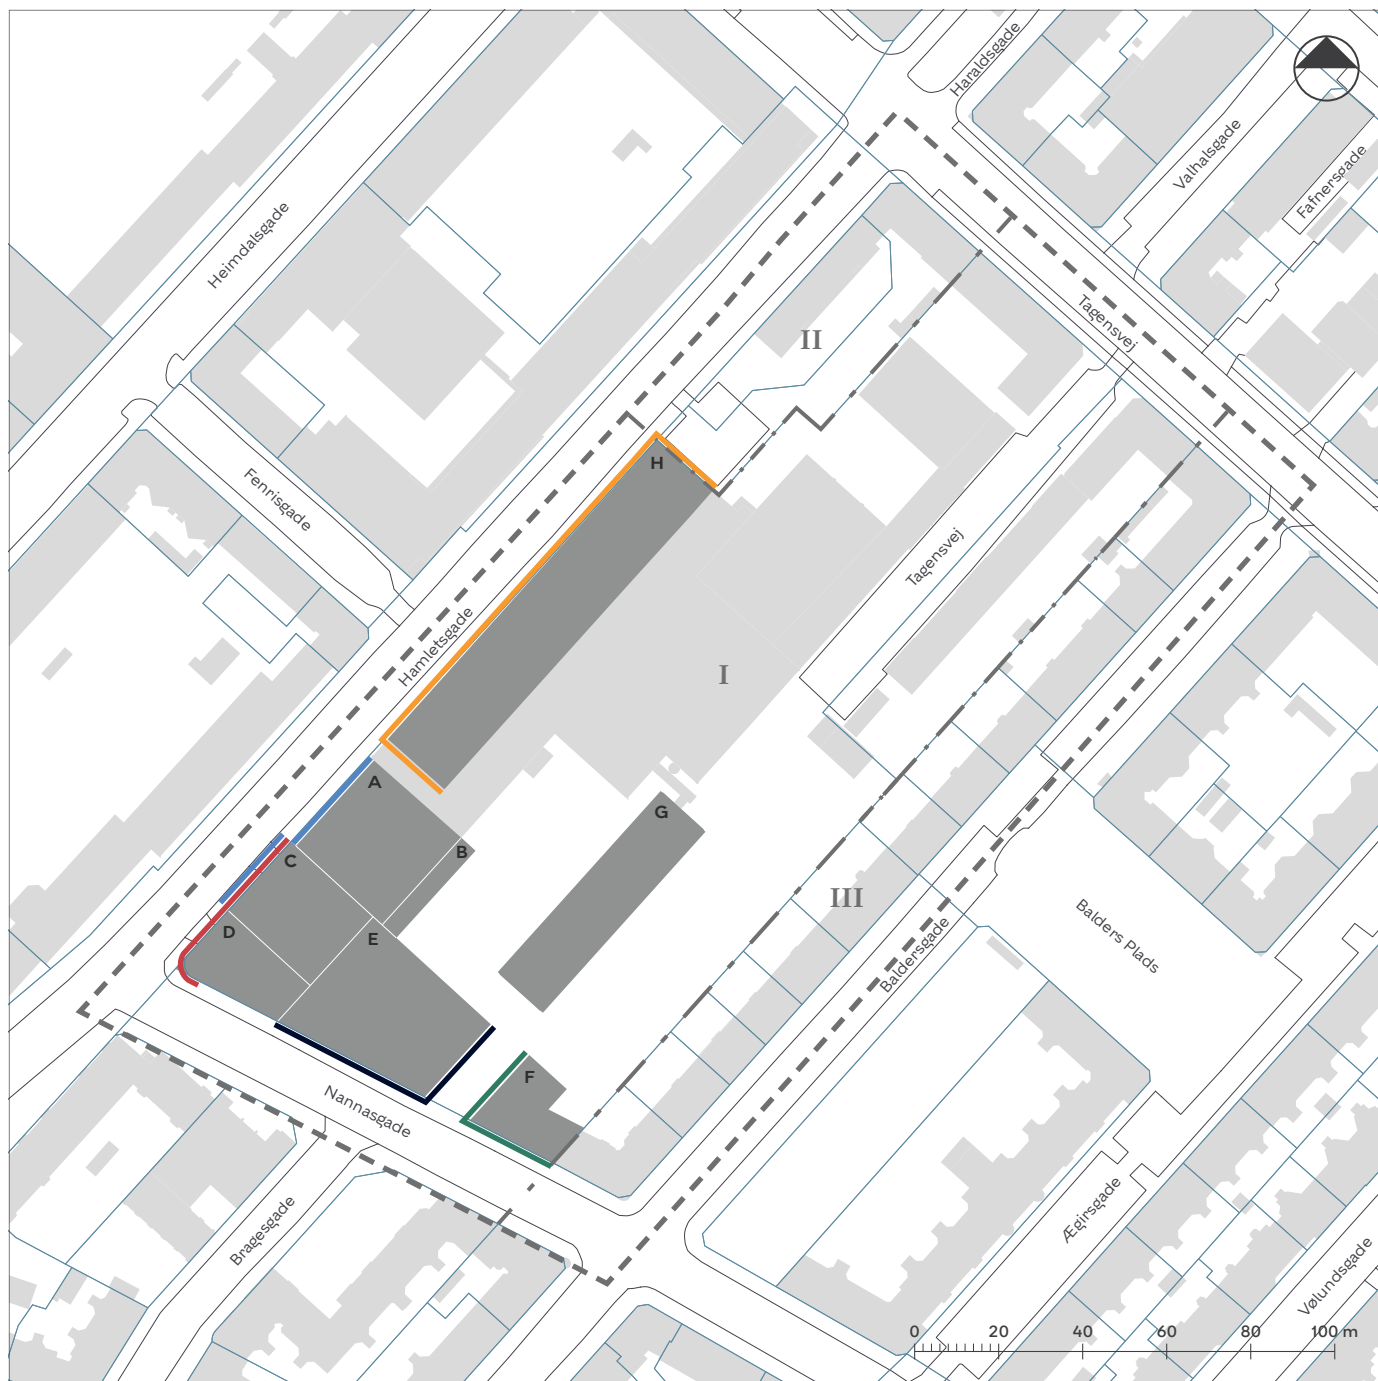 Haraldsgade
Valhalsgade
Fafnersgade
Heimdalsgade
Tagensvej
II
H
Fenrisgade
Tagensvej
Hamletsgade
I
A
G
B
C
III
D
E
Baldersgade
Balders Plads
F
Nannasgade
Bragesgade
Ægirsgade
Vølundsgade
0 20 40 60 80 100 m